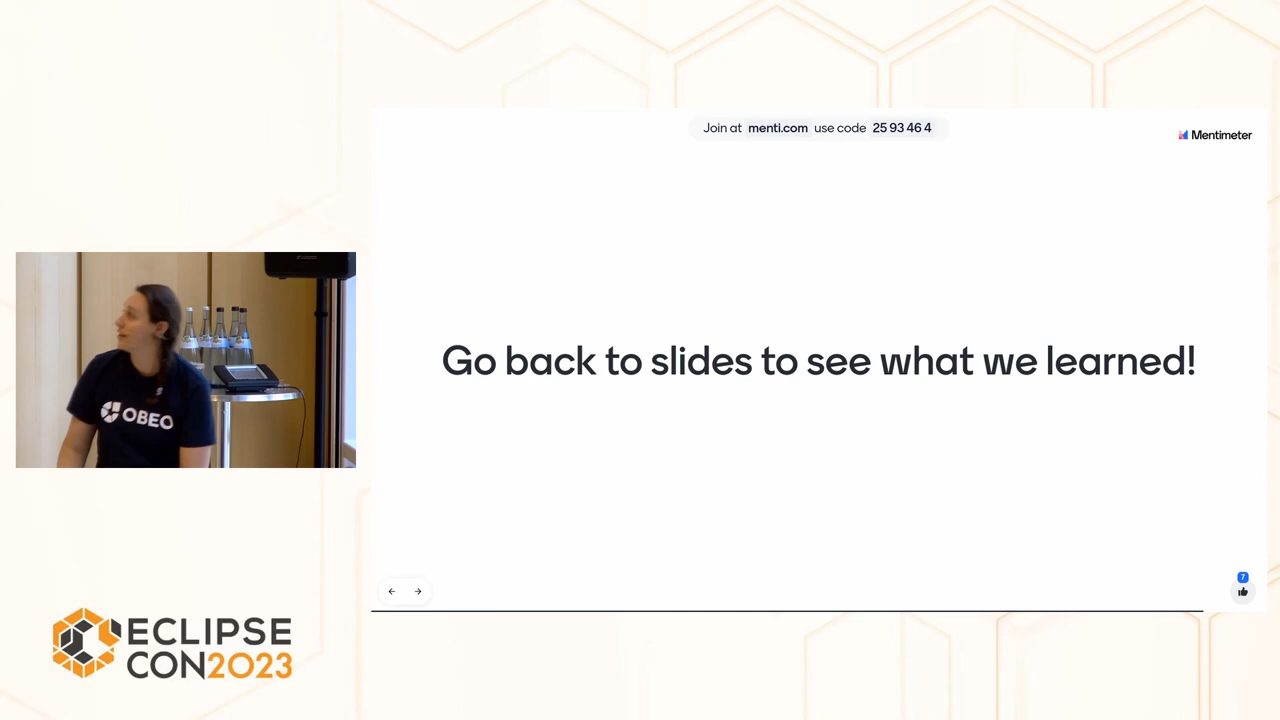 Join at menti.com use code 25 93 46 4
Mentimeter
Go back to slides to see what we learned!
OBEO
7
ECLIPSE
CON2023